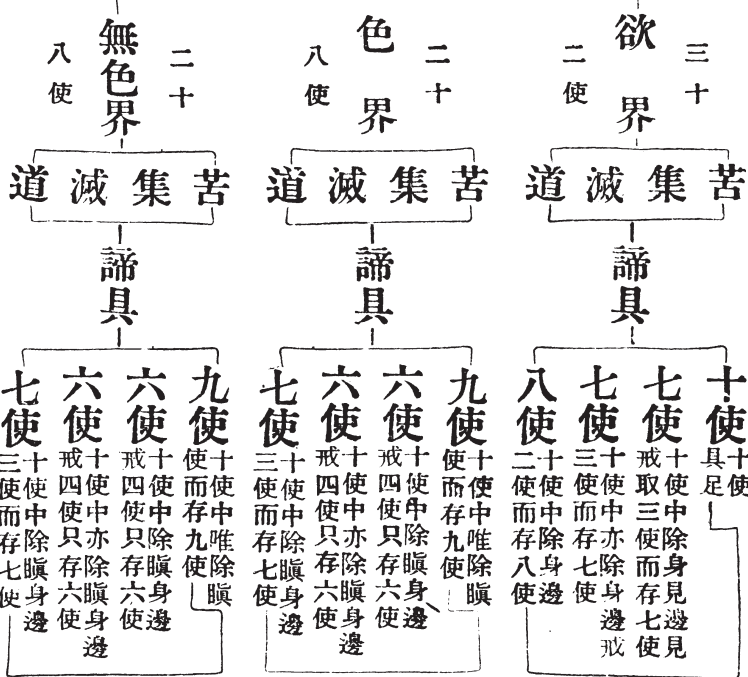 欲界
三十
二使
苦集滅道
諦具
十使
十使
具足
七使
十使中除身見邊見
戒取三使而存七使
七使
十使中亦除身邊戒
三使而存七使
八使
十使中除身邊
二使而存八使
色界
二十
八使
苦集滅道
諦具
九使
十使中唯除瞋
使而存九使
六使
十使中除瞋身邊
戒四使只存六使
六使
十使中亦除瞋身邊
戒四使只存六使
七使
十使中除瞋身邊
三使而存七使
無色界
二十
八使
苦集滅道
諦具
九使
十使中唯除瞋
使而存九使
六使
十使中除瞋身邊
戒四使只存六使
六使
十使中亦除瞋身邊
戒四使只存六使
七使
十使中除瞋身邊
三使而存七使